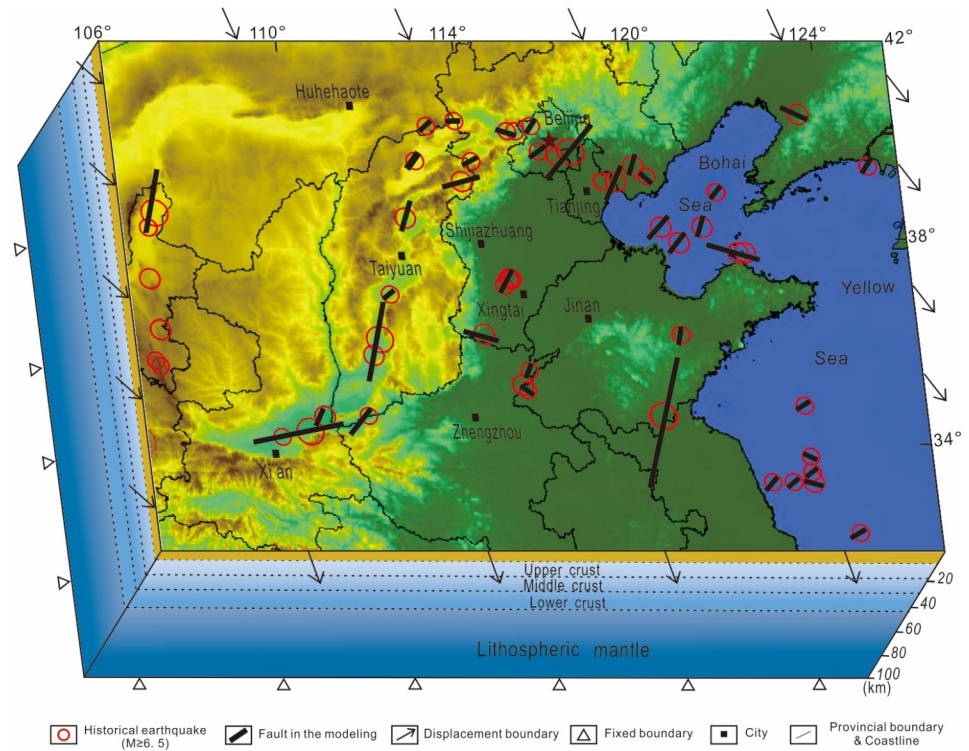 106° 110° 114° 120° 124° 42°
Huhehaote
Beijing
Bohai
Tianjing
Sea
Shijiazhuang
38°
Taiyuan
Yellow
Xingtai
Jinan
Sea
Zhengzhou
34°
Xi'an
Upper crust
20
Middle crust
40
Lower crust
60
Lithospheric mantle
80
100
(km)
Historical earthquake
(M≥6.5)
Fault in the modeling
Displacement boundary
Fixed boundary
City
Provincial boundary
& Coastline